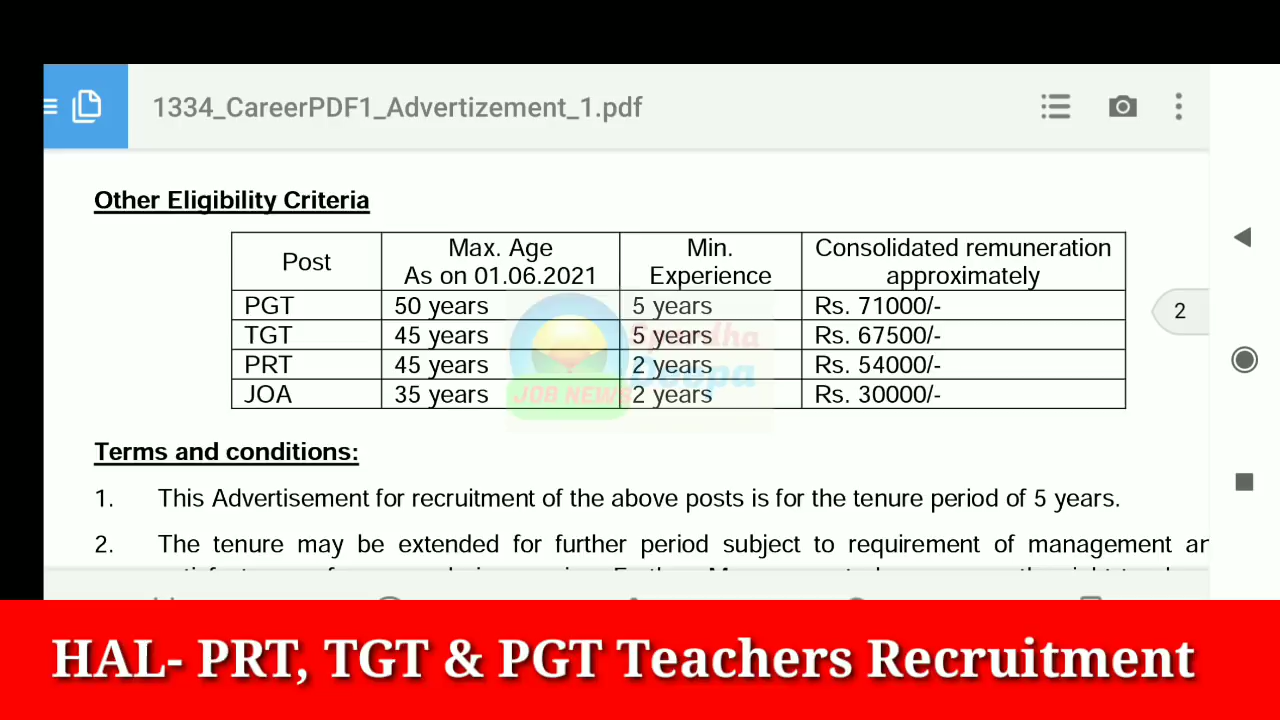 1334_CareerPDF1_Advertizement_1.pdf
Other Eligibility Criteria
Post Max. Age As on 01.06.2021 Min. Experience Consolidated remuneration approximately
PGT 50 years 5 years Rs. 71000/-
TGT 45 years 5 years Rs. 67500/-
PRT 45 years 2 years Rs. 54000/-
JOA 35 years 2 years Rs. 30000/-
2
Spardha
Deepa
JOB NEWS
Terms and conditions:
1. This Advertisement for recruitment of the above posts is for the tenure period of 5 years.
2. The tenure may be extended for further period subject to requirement of management
HAL- PRT, TGT & PGT Teachers Recruitment